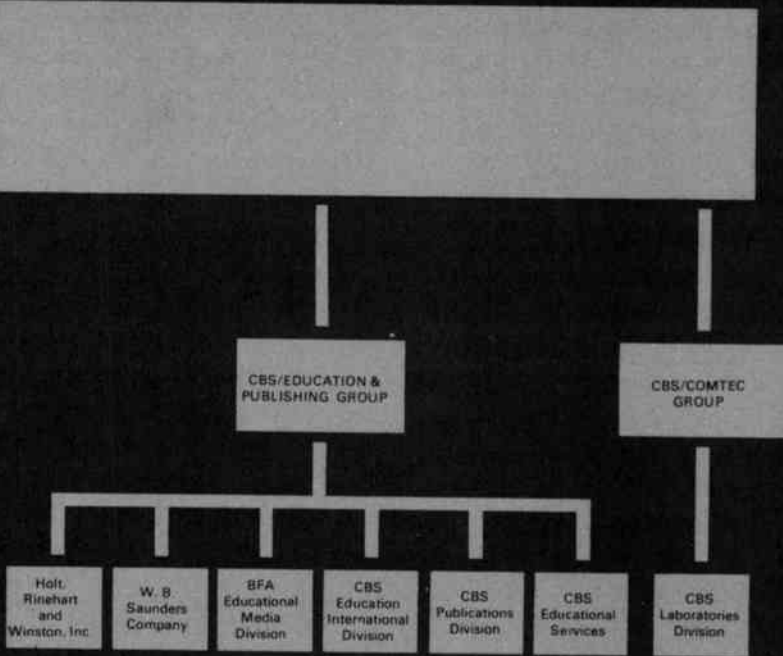 CBS/EDUCATION &
PUBLISHING GROUP
CBS/COMTEC
GROUP
Holt,
Rinehart
and
Winston, Inc
W. B
Saunders
Company
BFA
Educational
Media
Division
CBS
Education
International
Division
CBS
Publications
Division
CBS
Educational
Services
CBS
Laboratories
Division